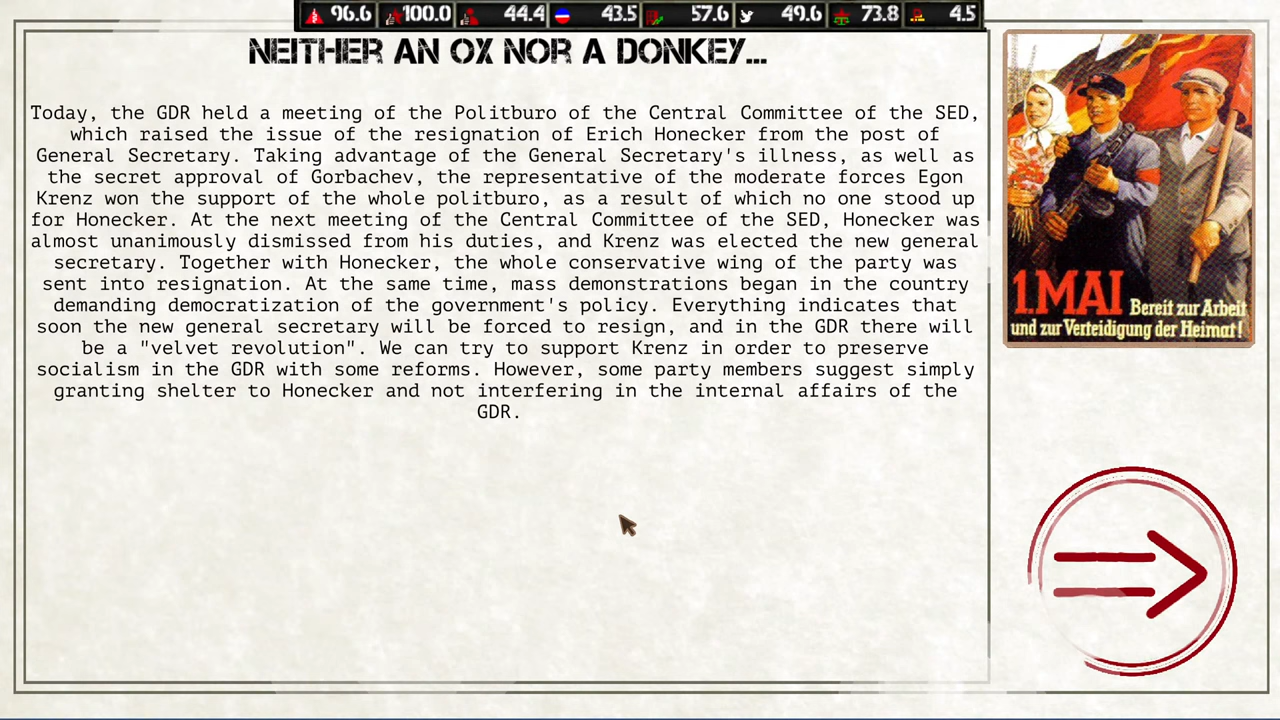 96.6 100.0 44.4 43.5 57.6 49.6 73.8 4.5
NEITHER AN OX NOR A DONKEY...
Today, the GDR held a meeting of the Politburo of the Central Committee of the SED,
which raised the issue of the resignation of Erich Honecker from the post of
General Secretary. Taking advantage of the General Secretary's illness, as well as
the secret approval of Gorbachev, the representative of the moderate forces Egon
Krenz won the support of the whole politburo, as a result of which no one stood up
for Honecker. At the next meeting of the Central Committee of the SED, Honecker was
almost unanimously dismissed from his duties, and Krenz was elected the new general
secretary. Together with Honecker, the whole conservative wing of the party was
sent into resignation. At the same time, mass demonstrations began in the country
demanding democratization of the government's policy. Everything indicates that
soon the new general secretary will be forced to resign, and in the GDR there will
be a "velvet revolution". We can try to support Krenz in order to preserve
socialism in the GDR with some reforms. However, some party members suggest simply
granting shelter to Honecker and not interfering in the internal affairs of the
GDR.
1.MAI Bereit zur Arbeit
und zur Verteidigung der Heimat!